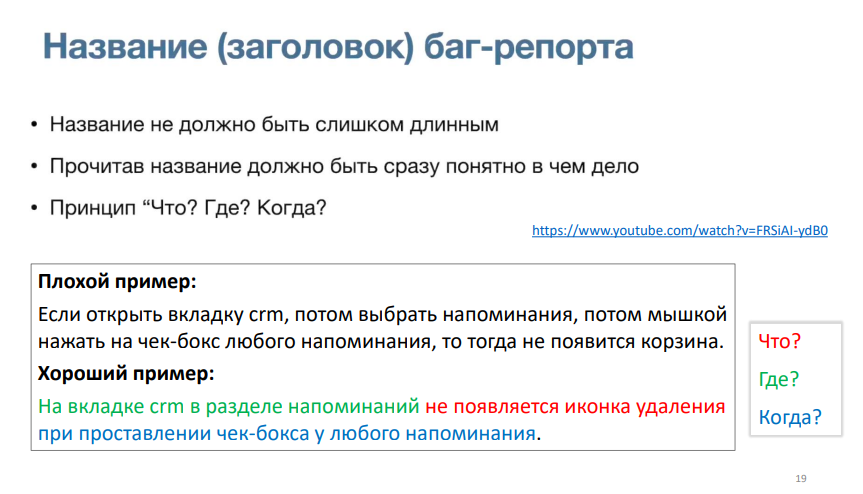 Название (заголовок) баг-репорта
• Название не должно быть слишком длинным
• Прочитав название должно быть сразу понятно в чем дело
• Принцип “Что? Где? Когда?
https://www.youtube.com/watch?v=FRSiAI-ydB0
Плохой пример:
Если открыть вкладку crm, потом выбрать напоминания, потом мышкой
нажать на чек-бокс любого напоминания, то тогда не появится корзина.
Хороший пример:
На вкладке crm в разделе напоминаний не появляется иконка удаления
при проставлении чек-бокса у любого напоминания.
Что?
Где?
Когда?
19